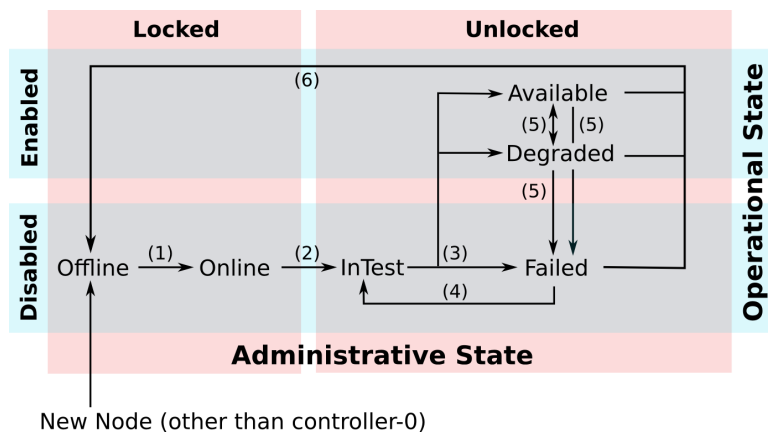 Locked
Unlocked
(6)
Enabled
Available
(5)
(5)
Degraded
(5)
Operational State
Disabled
Offline
(1)
Online
(2)
InTest
(3)
Failed
(4)
Administrative State
New Node (other than controller-0)